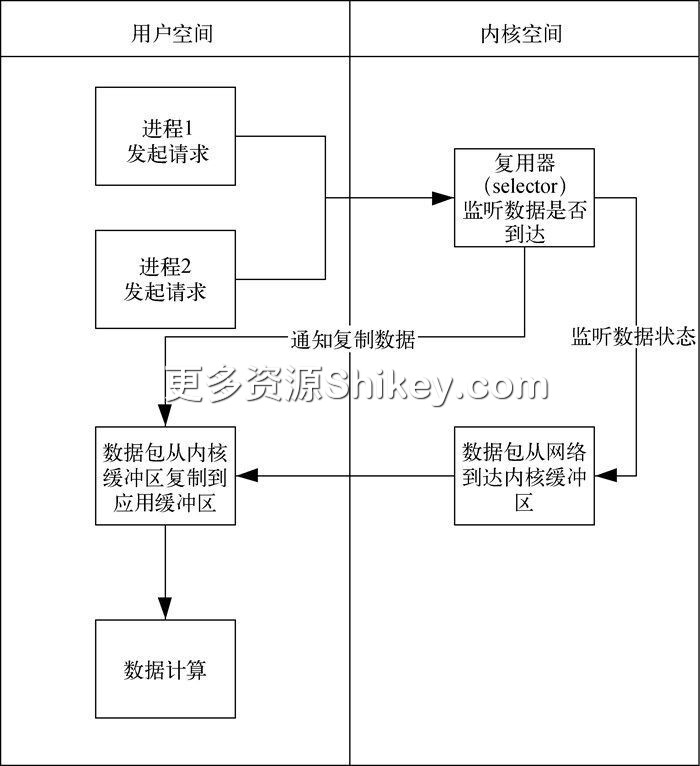 用户空间
内核空间
进程1
发起请求
复用器
（selector）
监听数据是否
到达
进程2
发起请求
通知复制数据
监听数据状态
更多资源Shikey.com
数据包从内核
缓冲区复制到
应用缓冲区
数据包从网络
到达内核缓冲
区
数据计算